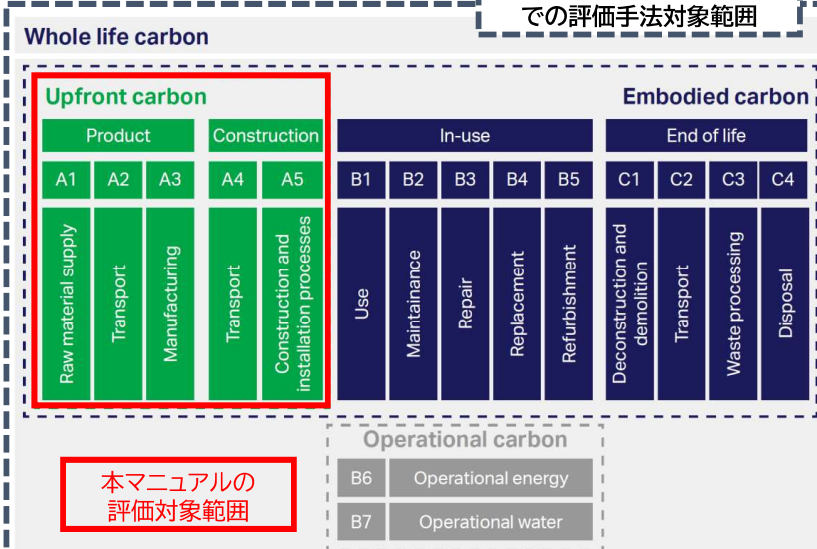 での評価手法対象範囲
Whole life carbon
Upfront carbon
Embodied carbon
Product
Construction
In-use
End of life
A1
A2
A3
A4
A5
B1
B2
B3
B4
B5
C1
C2
C3
C4
Raw material supply
Transport
Manufacturing
Transport
Construction and
installation processes
Use
Maintainance
Repair
Replacement
Refurbishment
Deconstruction and
demolition
Transport
Waste processing
Disposal
Operational carbon
B6
Operational energy
B7
Operational water
本マニュアルの
評価対象範囲